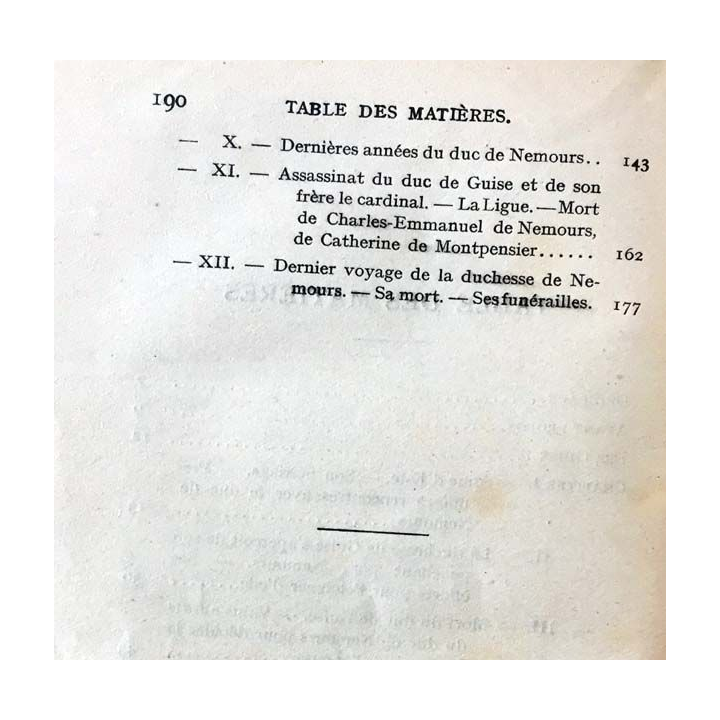 190 TABLE DES MATIÈRES.
— X. — Dernières années du duc de Nemours.. 143
— XI. — Assassinat du duc de Guise et de son
frère le cardinal. — La Ligue. — Mort
de Charles-Emmanuel de Nemours,
de Catherine de Montpensier...... 162
— XII. — Dernier voyage de la duchesse de Ne-
mours. — Sa mort. — Ses funérailles. 177